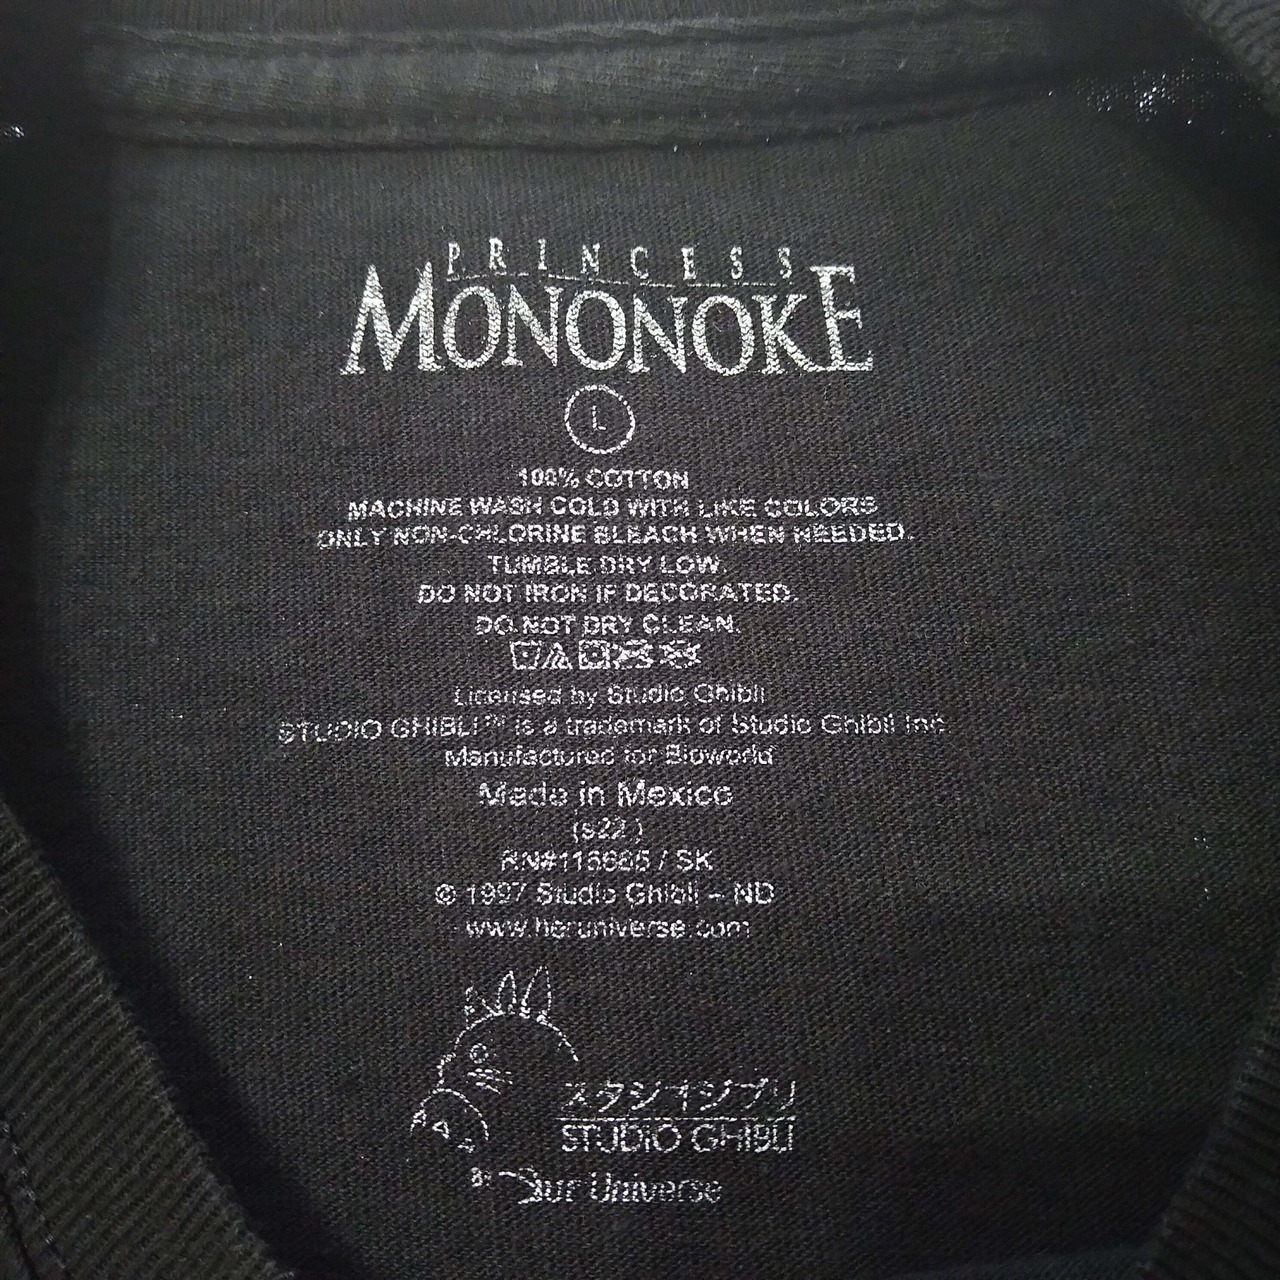 PRINCESS
MONONOKE
L
100% COTTON
MACHINE WASH COLD WITH LIKE COLORS
ONLY NON-CHLORINE BLEACH WHEN NEEDED.
TUMBLE DRY LOW.
DO NOT IRON IF DECORATED.
DO NOT DRY CLEAN.
Licensed by Studio Ghibli
STUDIO GHIBLI™ is a trademark of Studio Ghibli Inc
Manufactured for Bioworld
Made in Mexico
(s22 )
/ SK
© 1997 Studio Ghibli – ND
www.heruniverse.com
スタジオジブリ
STUDIO GHIBLI
By Universe